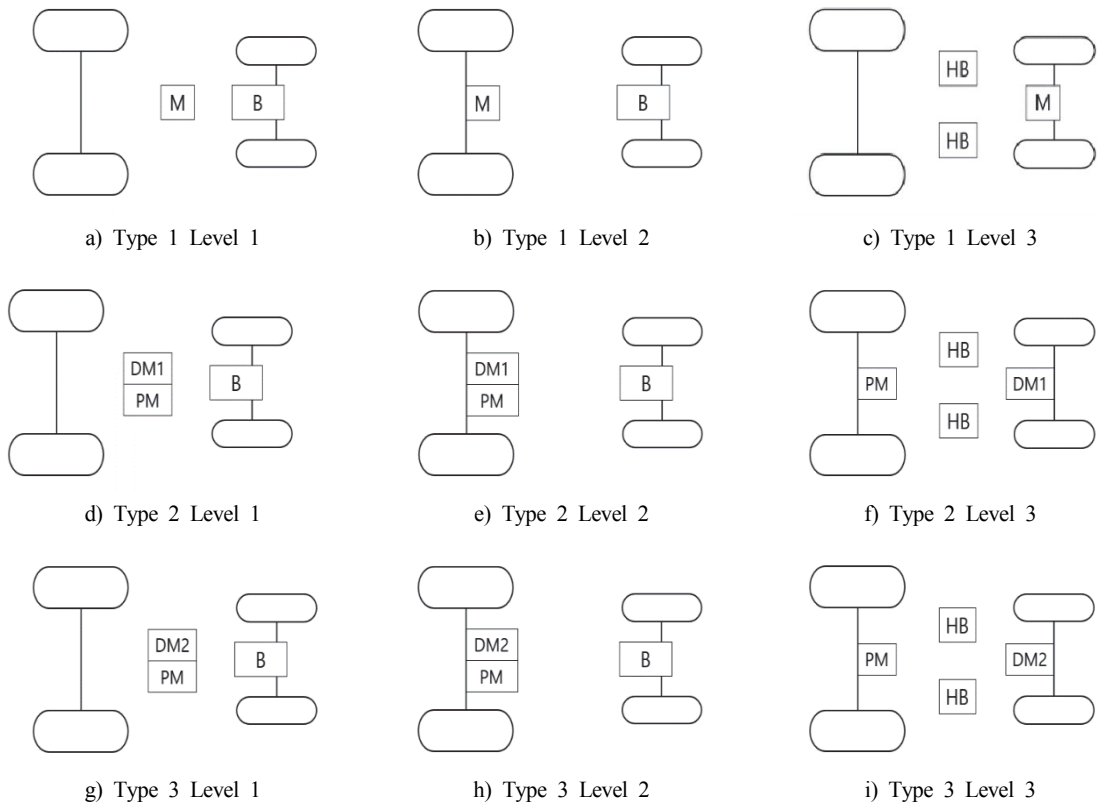 M B
M B
HB
M
HB
a) Type 1 Level 1
b) Type 1 Level 2
c) Type 1 Level 3
DM1
PM
B
DM1
PM
B
HB
PM DM1
HB
d) Type 2 Level 1
e) Type 2 Level 2
f) Type 2 Level 3
DM2
PM
B
DM2
PM
B
HB
PM DM2
HB
g) Type 3 Level 1
h) Type 3 Level 2
i) Type 3 Level 3